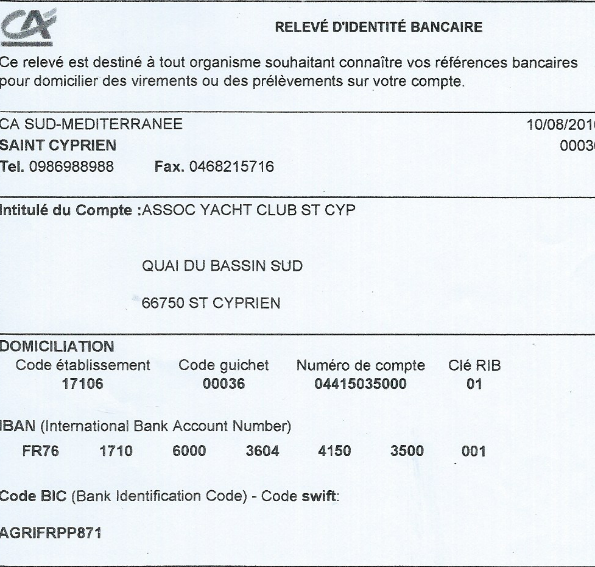 CA
RELEVÉ D'IDENTITÉ BANCAIRE
Ce relevé est destiné à tout organisme souhaitant connaître vos références bancaires
pour domicilier des virements ou des prélèvements sur votre compte.
CA SUD-MEDITERRANEE 10/08/201
SAINT CYPRIEN 0003
Tel. 0986988988 Fax. 0468215716
Intitulé du Compte :ASSOC YACHT CLUB ST CYP
QUAI DU BASSIN SUD
66750 ST CYPRIEN
DOMICILIATION
Code établissement Code guichet Numéro de compte Clé RIB
17106 00036 04415035000 01
IBAN (International Bank Account Number)
FR76 1710 6000 3604 4150 3500 001
Code BIC (Bank Identification Code) - Code swift:
AGRIFRPP871